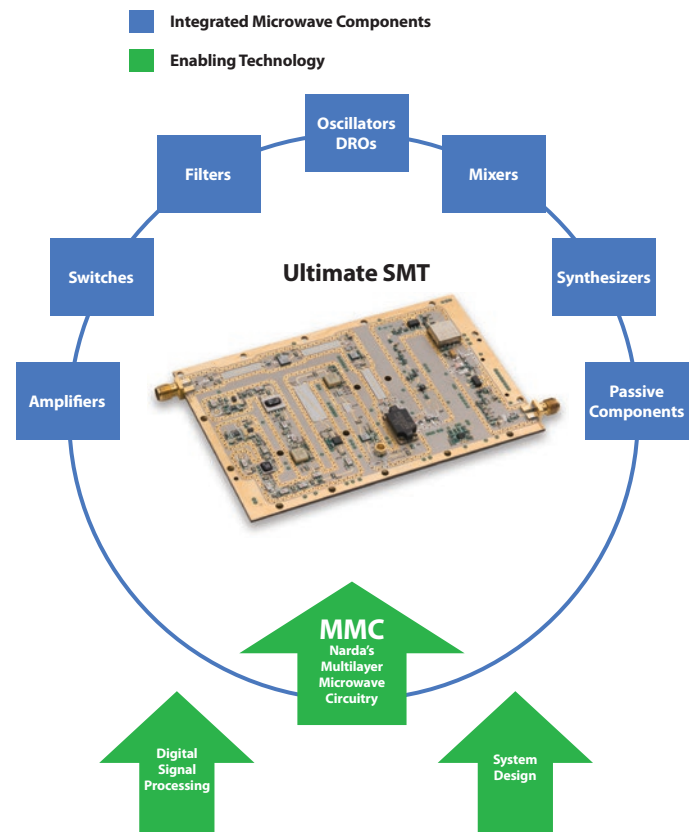 Integrated Microwave Components
Enabling Technology
Oscillators
DROs
Filters
Mixers
Switches
Ultimate SMT
Synthesizers
Amplifiers
Passive
Components
MMC
Narda's
Multilayer
Microwave
Circuitry
Digital
Signal
Processing
System
Design